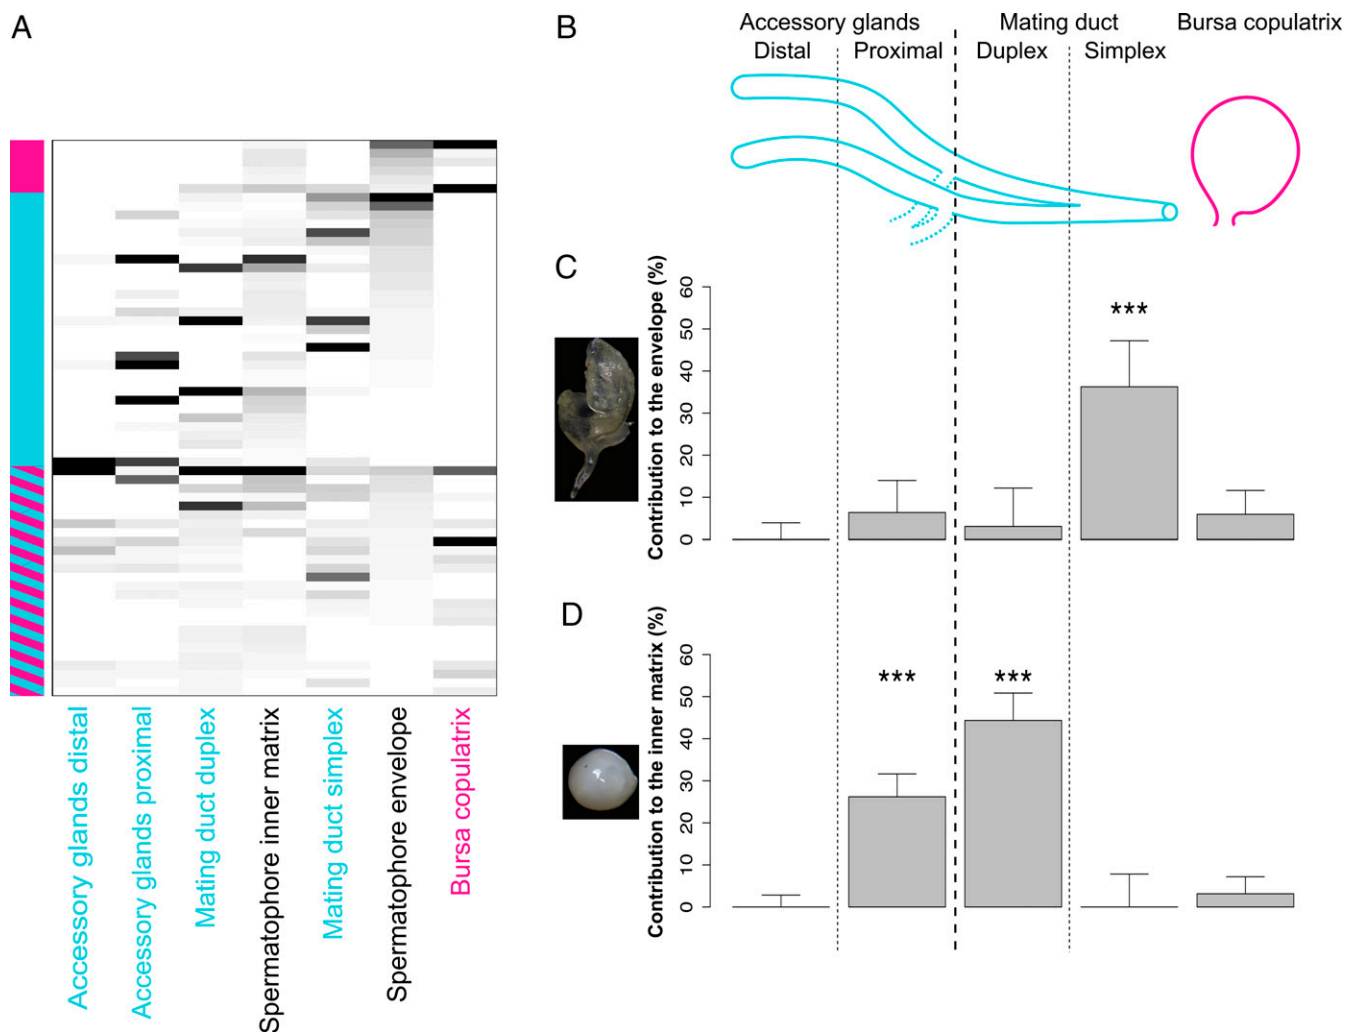 A
Accessory glands distal
Accessory glands proximal
Mating duct duplex
Spermatophore inner matrix
Mating duct simplex
Spermatophore envelope
Bursa copulatrix
B
Accessory glands
Mating duct
Bursa copulatrix
Distal
Proximal
Duplex
Simplex
C
Contribution to the envelope (%)
60
50
40
30
20
10
0
***
D
Contribution to the inner matrix (%)
60
50
40
30
20
10
0
***
***